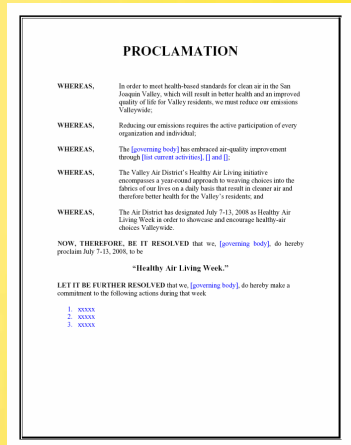 PROCLAMATION
WHEREAS, In order to meet health-based standards for clean air in the San
Joaquin Valley, which will result in better health and an improved
quality of life for Valley residents, we must reduce our emissions
Valleywide;
WHEREAS, Reducing our emissions requires the active participation of every
organization and individual;
WHEREAS, The [governing body] has embraced air-quality improvement
through [list current activities], [] and [];
WHEREAS, The Valley Air District's Healthy Air Living initiative
encompasses a year-round approach to weaving choices into the
fabrics of our lives on a daily basis that result in cleaner air and
therefore better health for the Valley's residents; and
WHEREAS, The Air District has designated July 7-13, 2008 as Healthy Air
Living Week in order to showcase and encourage healthy-air
choices Valleywide.
NOW, THEREFORE, BE IT RESOLVED that we, [governing body], do hereby
proclaim July 7-13, 2008, to be
“Healthy Air Living Week.”
LET IT BE FURTHER RESOLVED that we, [governing body], do hereby make a
commitment to the following actions during that week
1. xxxxx
2. xxxxx
3. xxxxx